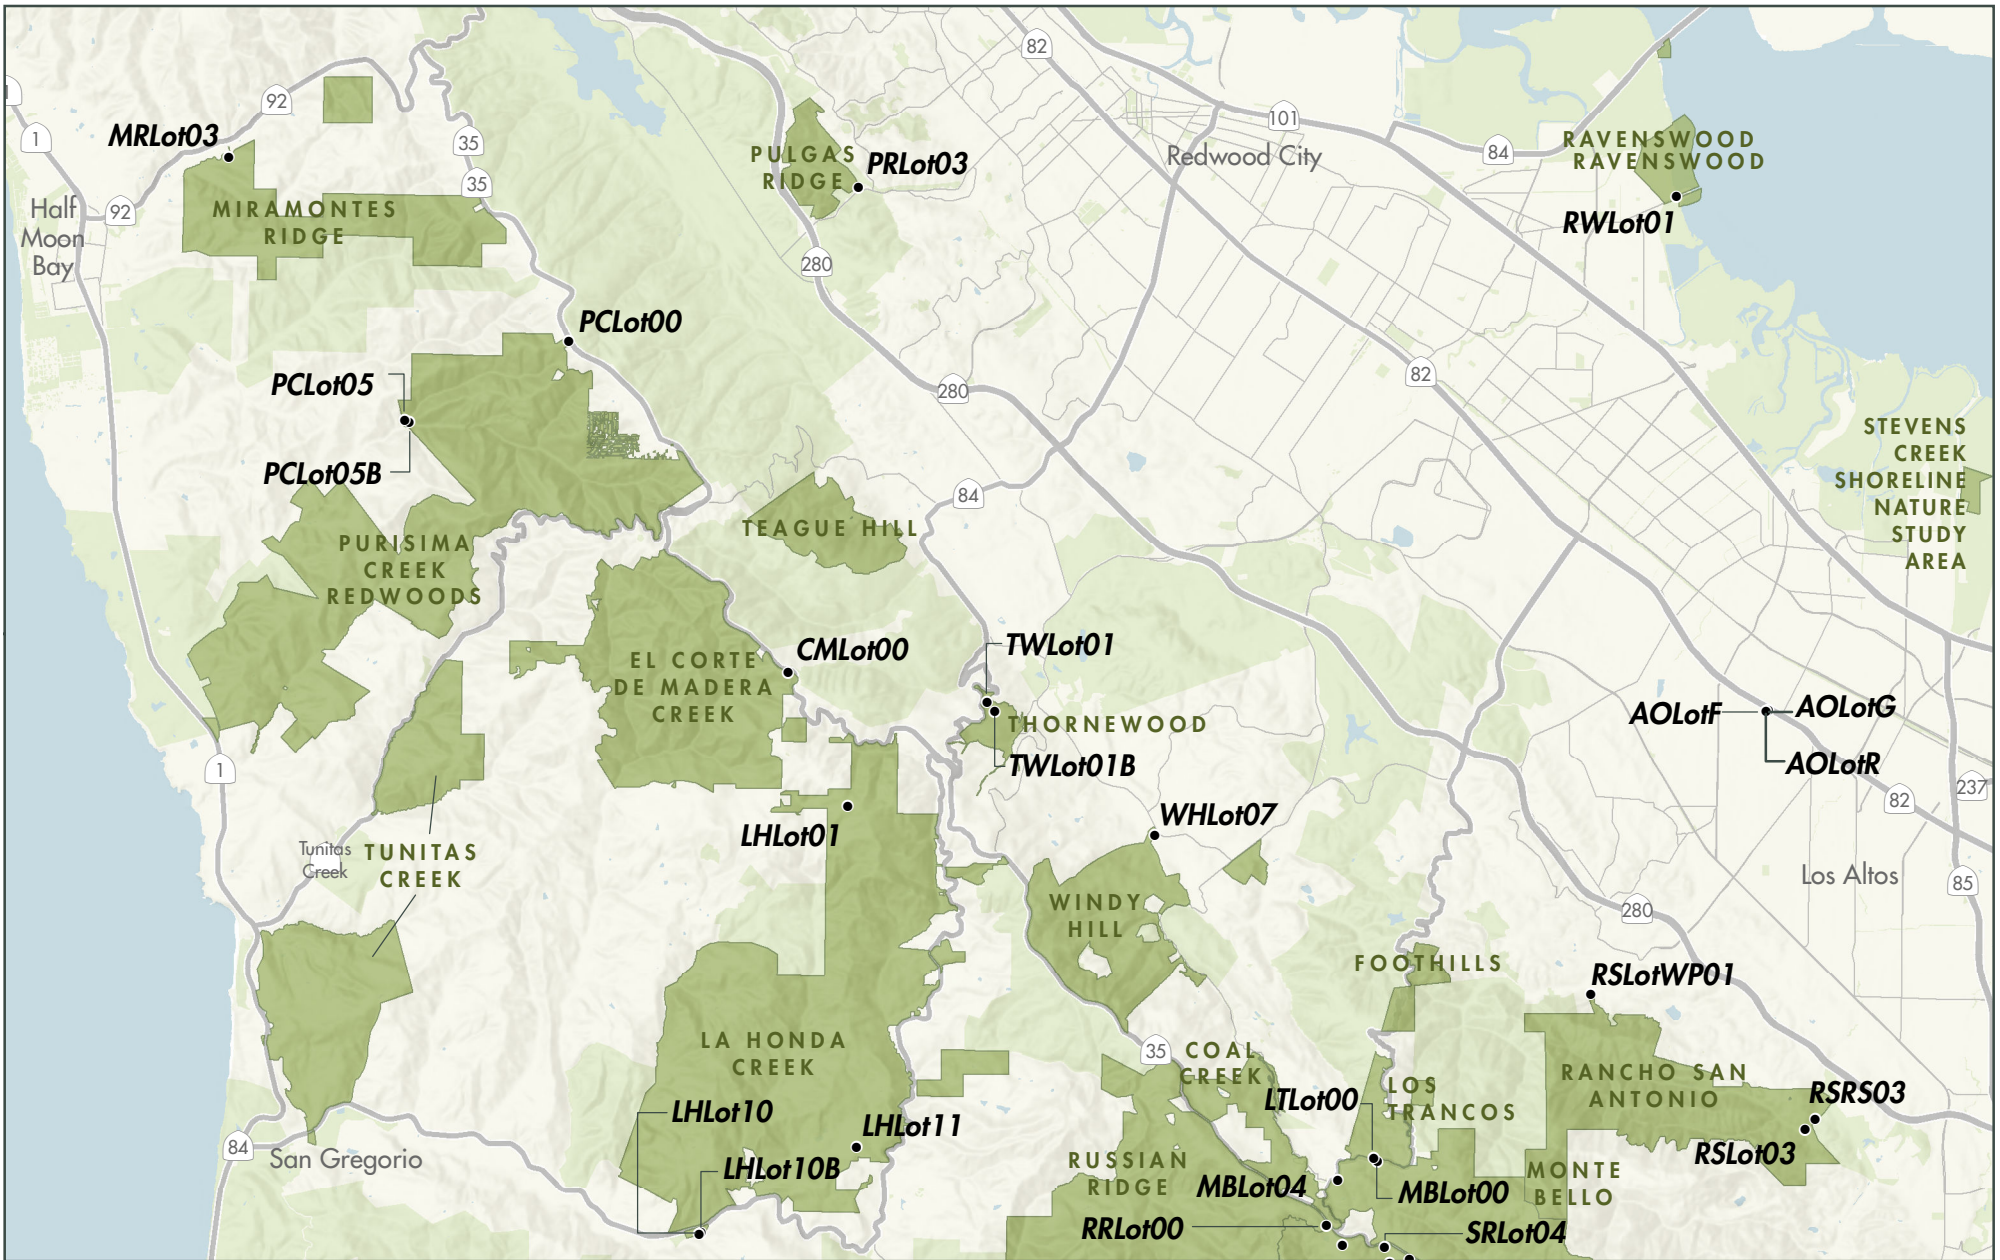 82
92
101
1
MRLot03
35
84
RAVENSWOOD
RAVENSWOOD
PULGAS
RIDGE
PRLot03
Redwood City
35
92
Half
Moon
Bay
MIRAMONTES
RIDGE
RWLot01
280
PCLot00
PCLot05
280
82
PCLot05B
STEVENS
CREEK
SHORELINE
NATURE
STUDY
AREA
84
TEAGUE HILL
PURISIMA
CREEK
REDWOODS
EL CORTE
DE MADERA
CREEK
CMLot00
TWLot01
THORNEWOOD
TWLot01B
AOLotF
AOLotG
AOLotR
1
237
82
LHLot01
WHLot07
Tunitas
Creek
TUNITAS
CREEK
Los Altos
85
WINDY
HILL
280
FOOTHILLS
RSLotWP01
LA HONDA
CREEK
35
COAL
CREEK
LTLot00
LOS
TRANCOS
RANCHO SAN
ANTONIO
RSRS03
LHLot10
LHLot11
84
San Gregorio
LHLot10B
RUSSIAN
RIDGE
MBLot04
MBLot00
MONTE
BELLO
RSLot03
RRLot00
SRLot04